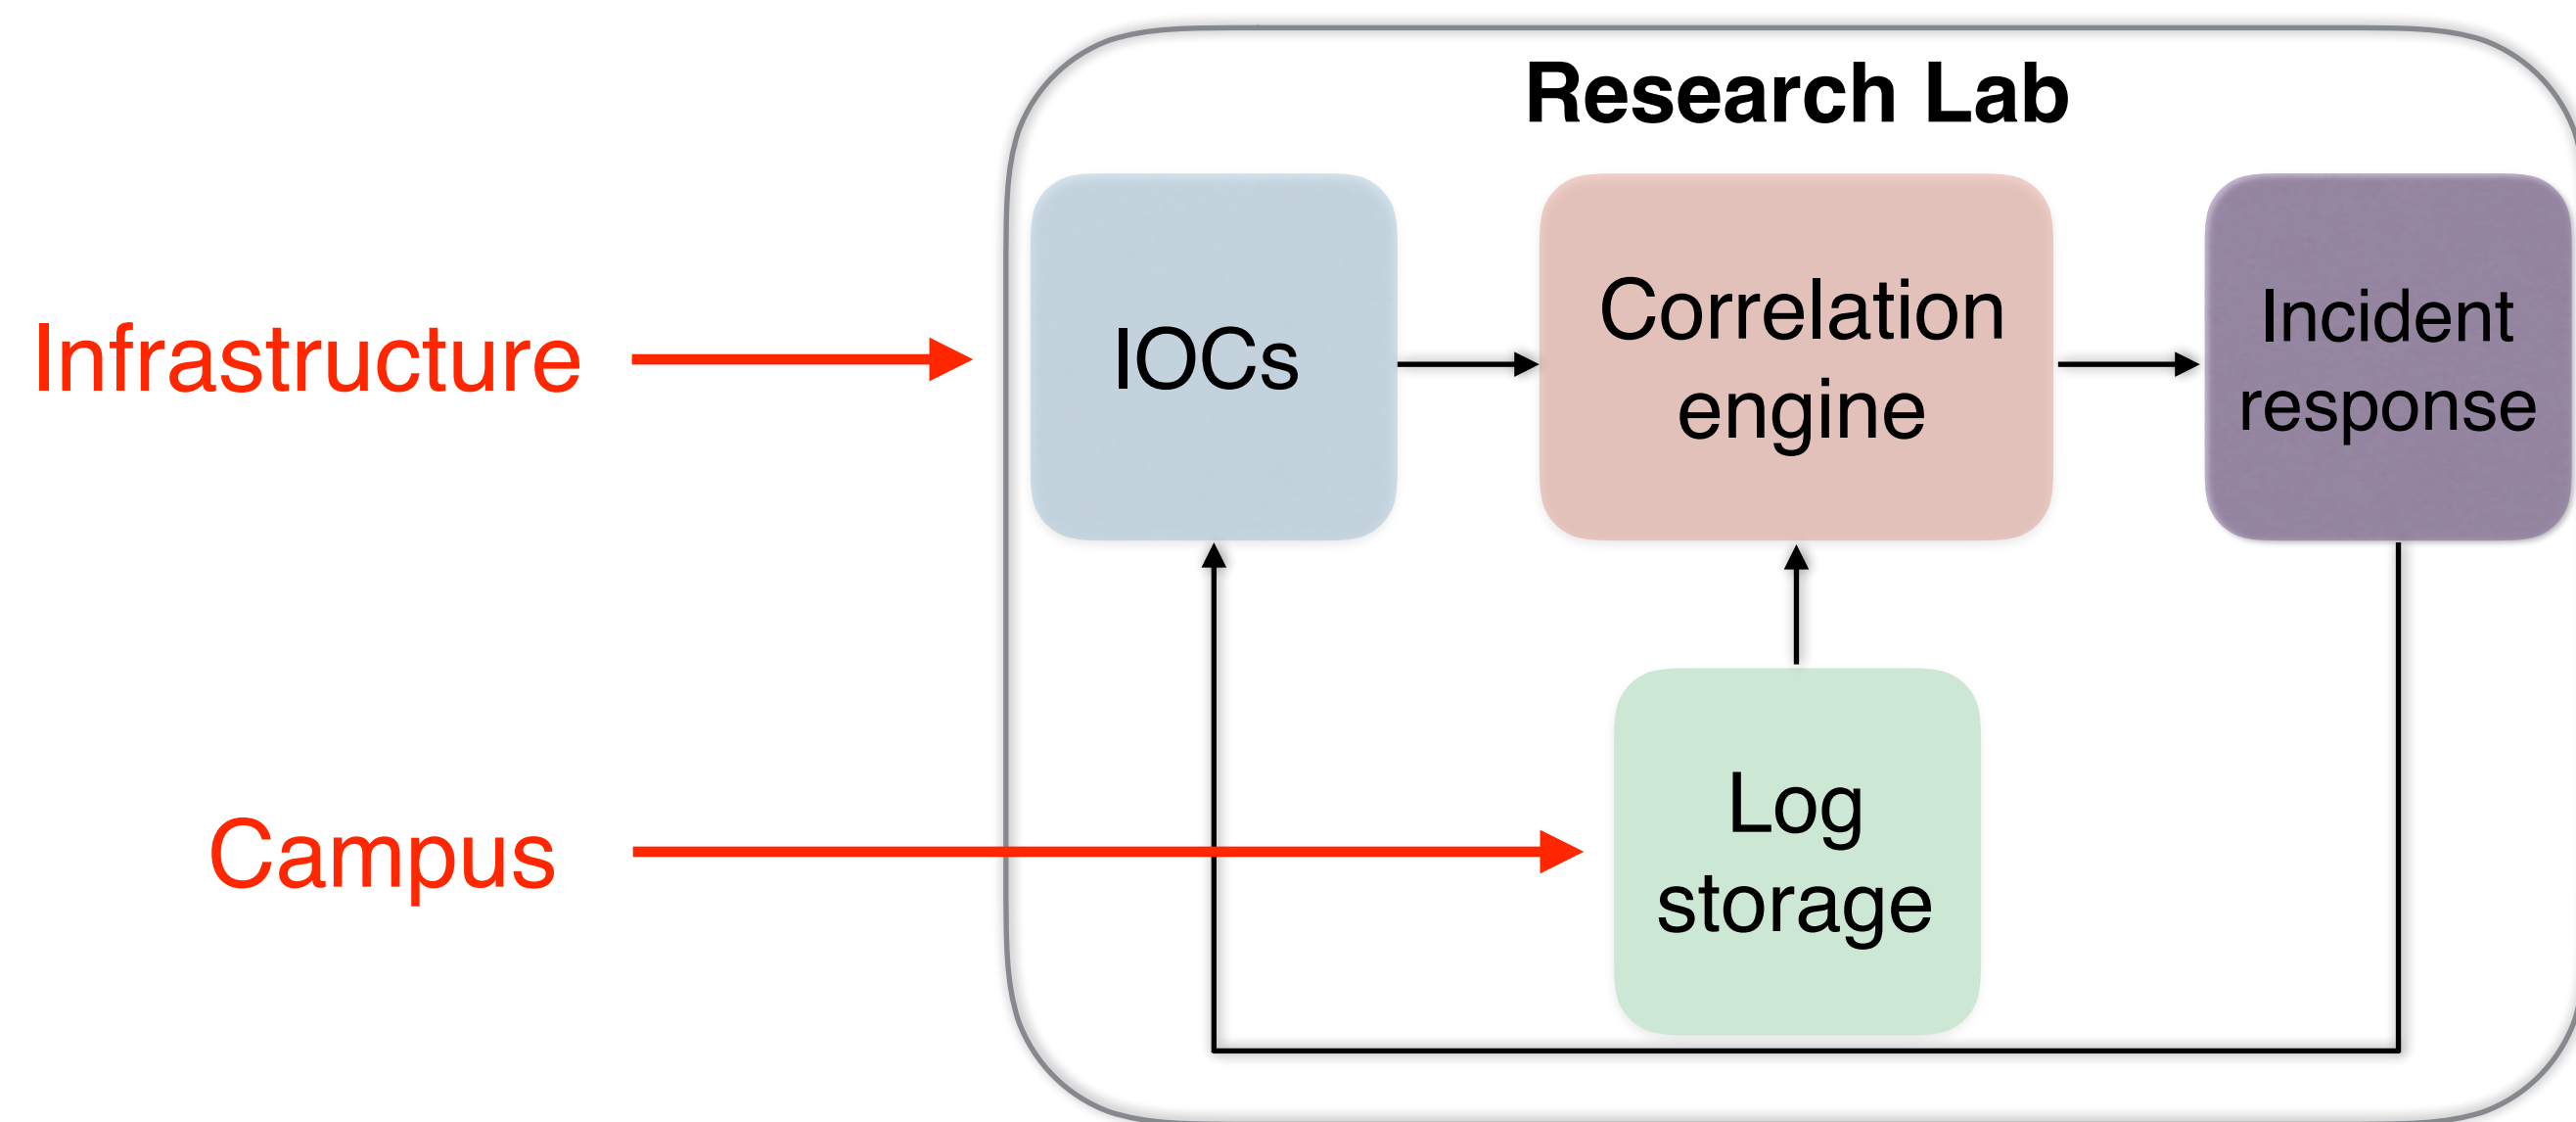 Research Lab
Infrastructure
IOCs
Correlation
engine
Incident
response
Campus
Log
storage